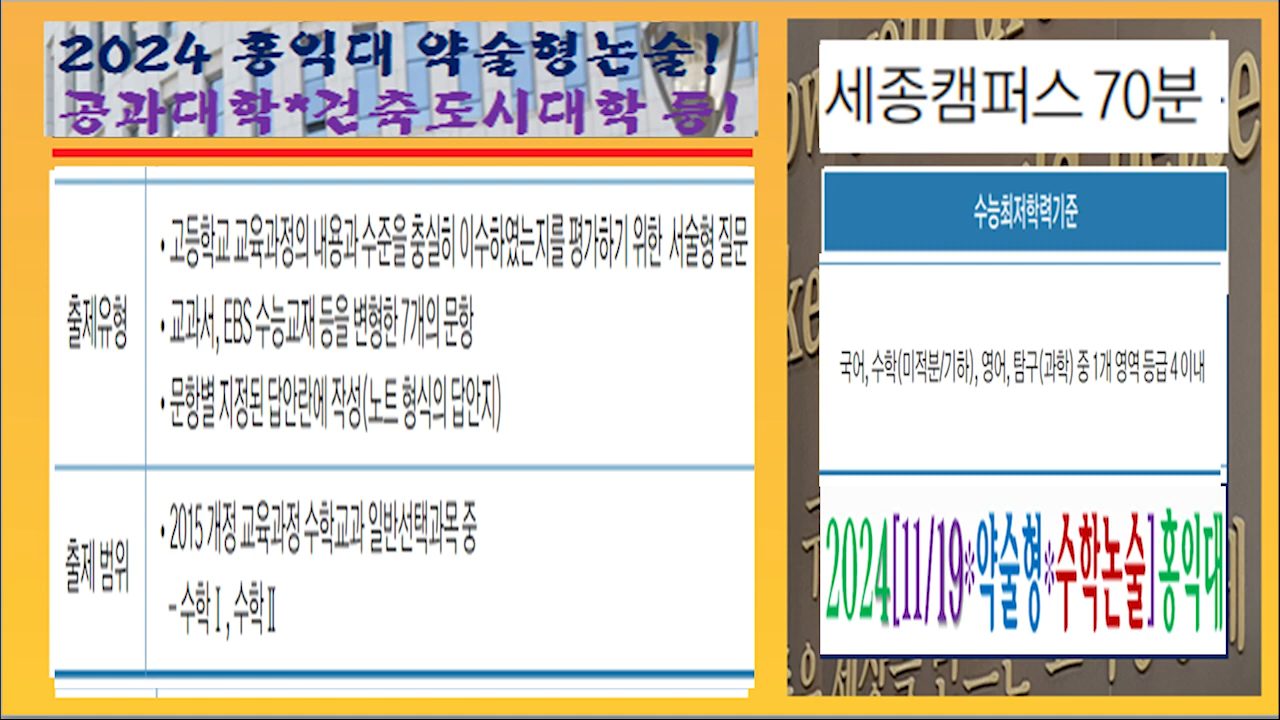 2024 홍익대 약술형논술!
공과대학*건축도시대학 등!
출제유형
• 고등학교 교육과정의 내용과 수준을 충실히 이수하였는지를 평가하기 위한 서술형 질문
• 교과서, EBS 수능교재 등을 변형한 7개의 문항
• 문항별 지정된 답안란에 작성(노트 형식의 답안지)
출제 범위
• 2015 개정 교육과정 수학교과 일반선택과목 중
- 수학Ⅰ, 수학Ⅱ
세종캠퍼스 70분
수능최저학력기준
국어, 수학(미적분/기하), 영어, 탐구(과학) 중 1개 영역 등급 4 이내
2024[11/19*약술형*수학논술]홍익대